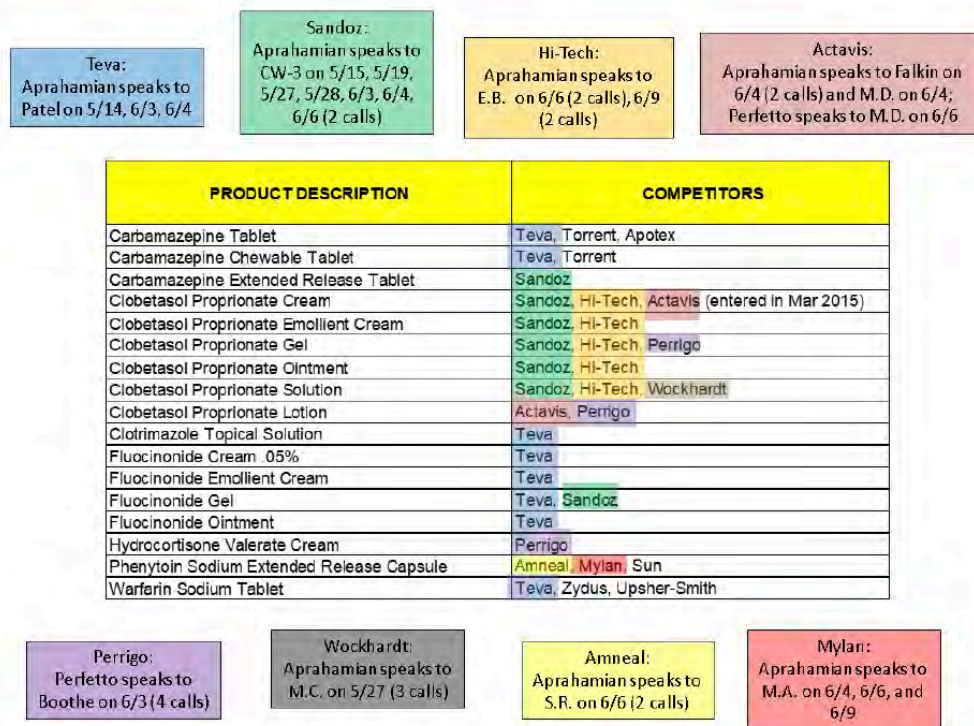 Teva:
Aprahamian speaks to
Patel on 5/14, 6/3, 6/4
Sandoz:
Aprahamian speaks to
CW-3 on 5/15, 5/19,
5/27, 5/28, 6/3, 6/4,
6/6 (2 calls)
Hi-Tech:
Aprahamian speaks to
E.B. on 6/6 (2 calls), 6/9
(2 calls)
Actavis:
Aprahamian speaks to Falkin on
6/4 (2 calls) and M.D. on 6/4;
Perfetto speaks to M.D. on 6/6
PRODUCT DESCRIPTION COMPETITORS
Carbamazepine Tablet Teva, Torrent, Apotex
Carbamazepine Chewable Tablet Teva, Torrent
Carbamazepine Extended Release Tablet Sandoz
Clobetasol Proprionate Cream Sandoz, Hi-Tech, Actavis (entered in Mar 2015)
Clobetasol Proprionate Emollient Cream Sandoz, Hi-Tech
Clobetasol Proprionate Gel Sandoz, Hi-Tech, Perrigo
Clobetasol Proprionate Ointment Sandoz, Hi-Tech
Clobetasol Proprionate Solution Sandoz, Hi-Tech, Wockhardt
Clobetasol Proprionate Lotion Actavis, Perrigo
Clotrimazole Topical Solution Teva
Fluocinonide Cream .05% Teva
Fluocinonide Emollient Cream Teva
Fluocinonide Gel Teva, Sandoz
Fluocinonide Ointment Teva
Hydrocortisone Valerate Cream Perrigo
Phenytoin Sodium Extended Release Capsule Amneal, Mylan, Sun
Warfarin Sodium Tablet Teva, Zydus, Upsher-Smith
Perrigo:
Perfetto speaks to
Boothe on 6/3 (4 calls)
Wockhardt:
Aprahamian speaks to
M.C. on 5/27 (3 calls)
Amneal:
Aprahamian speaks to
S.R. on 6/6 (2 calls)
Mylan:
Aprahamian speaks to
M.A. on 6/4, 6/6, and
6/9